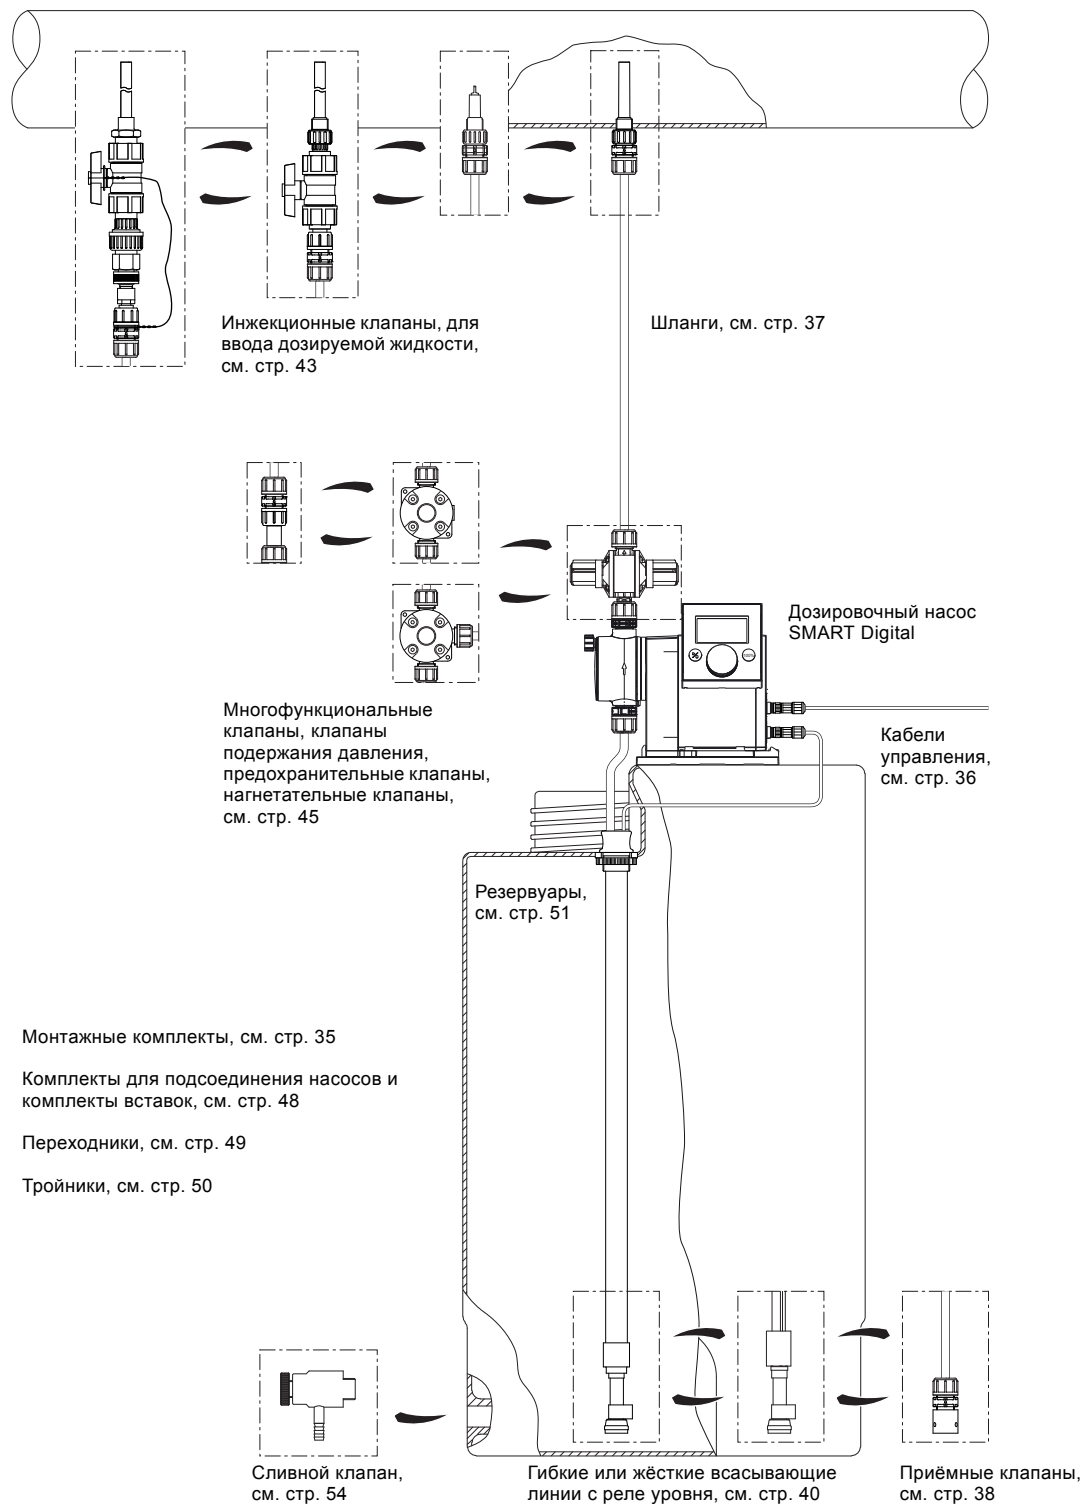 Инжекционные клапаны, для
ввода дозируемой жидкости,
см. стр. 43
Шланги, см. стр. 37
Дозировочный насос
SMART Digital
Многофункциональные
клапаны, клапаны
подержания давления,
предохранительные клапаны,
нагнетательные клапаны,
см. стр. 45
Кабели
управления,
см. стр. 36
Резервуары,
см. стр. 51
Монтажные комплекты, см. стр. 35
Комплекты для подсоединения насосов и
комплекты вставок, см. стр. 48
Переходники, см. стр. 49
Тройники, см. стр. 50
Сливной клапан,
см. стр. 54
Гибкие или жёсткие всасывающие
линии с реле уровня, см. стр. 40
Приёмные клапаны,
см. стр. 38